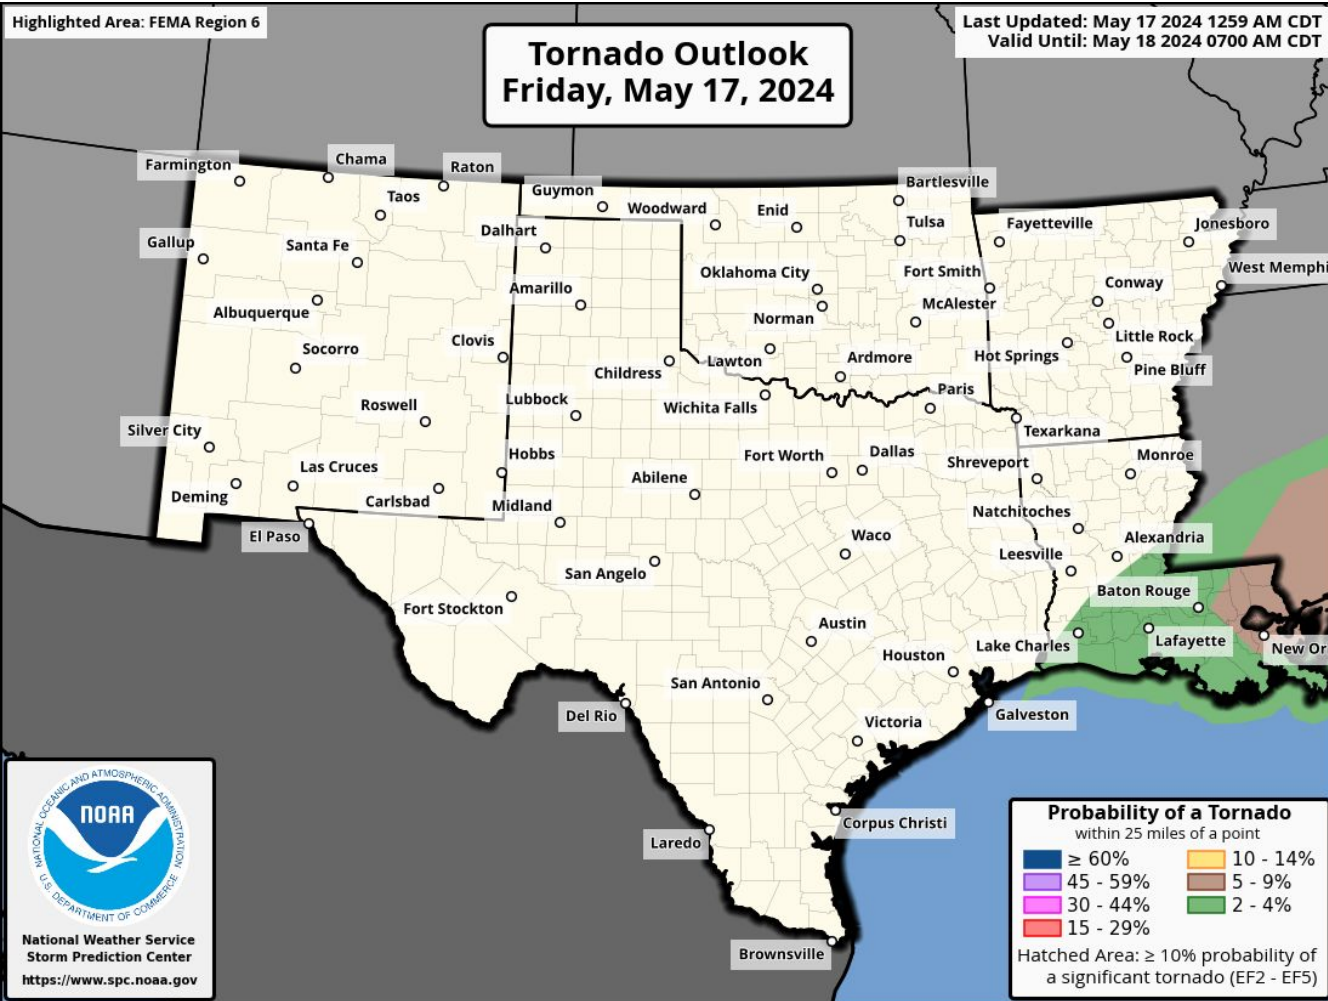 Highlighted Area: FEMA Region 6
Tornado Outlook
Friday, May 17, 2024
Last Updated: May 17 2024 1259 AM CDT
Valid Until: May 18 2024 0700 AM CDT
Farmington
Chama
Raton
Taos
Guymon
Woodward
Enid
Bartlesville
Tulsa
Fayetteville
Jonesboro
Gallup
Santa Fe
Dalhart
Oklahoma City
Fort Smith
West Memphi
Conway
Amarillo
McAlester
Albuquerque
Norman
Socorro
Clovis
Little Rock
Childress
Lawton
Ardmore
Hot Springs
Pine Bluff
Roswell
Lubbock
Wichita Falls
Paris
Silver City
Texarkana
Hobbs
Fort Worth
Dallas
Shreveport
Monroe
Las Cruces
Abilene
Deming
Carlsbad
Midland
Natchitoches
El Paso
Waco
Leesville
Alexandria
San Angelo
Fort Stockton
Baton Rouge
Austin
Lake Charles
Lafayette
New Or
Houston
San Antonio
Del Rio
Victoria
Galveston
Corpus Christi
Laredo
Brownsville
NATIONAL OCEANIC AND ATMOSPHERIC ADMINISTRATION
NOAA
U.S. DEPARTMENT OF COMMERCE
National Weather Service
Storm Prediction Center
https://www.spc.noaa.gov
Probability of a Tornado
within 25 miles of a point
≥ 60%
10 - 14%
45 - 59%
5 - 9%
30 - 44%
2 - 4%
15 - 29%
Hatched Area: ≥ 10% probability of
a significant tornado (EF2 - EF5)